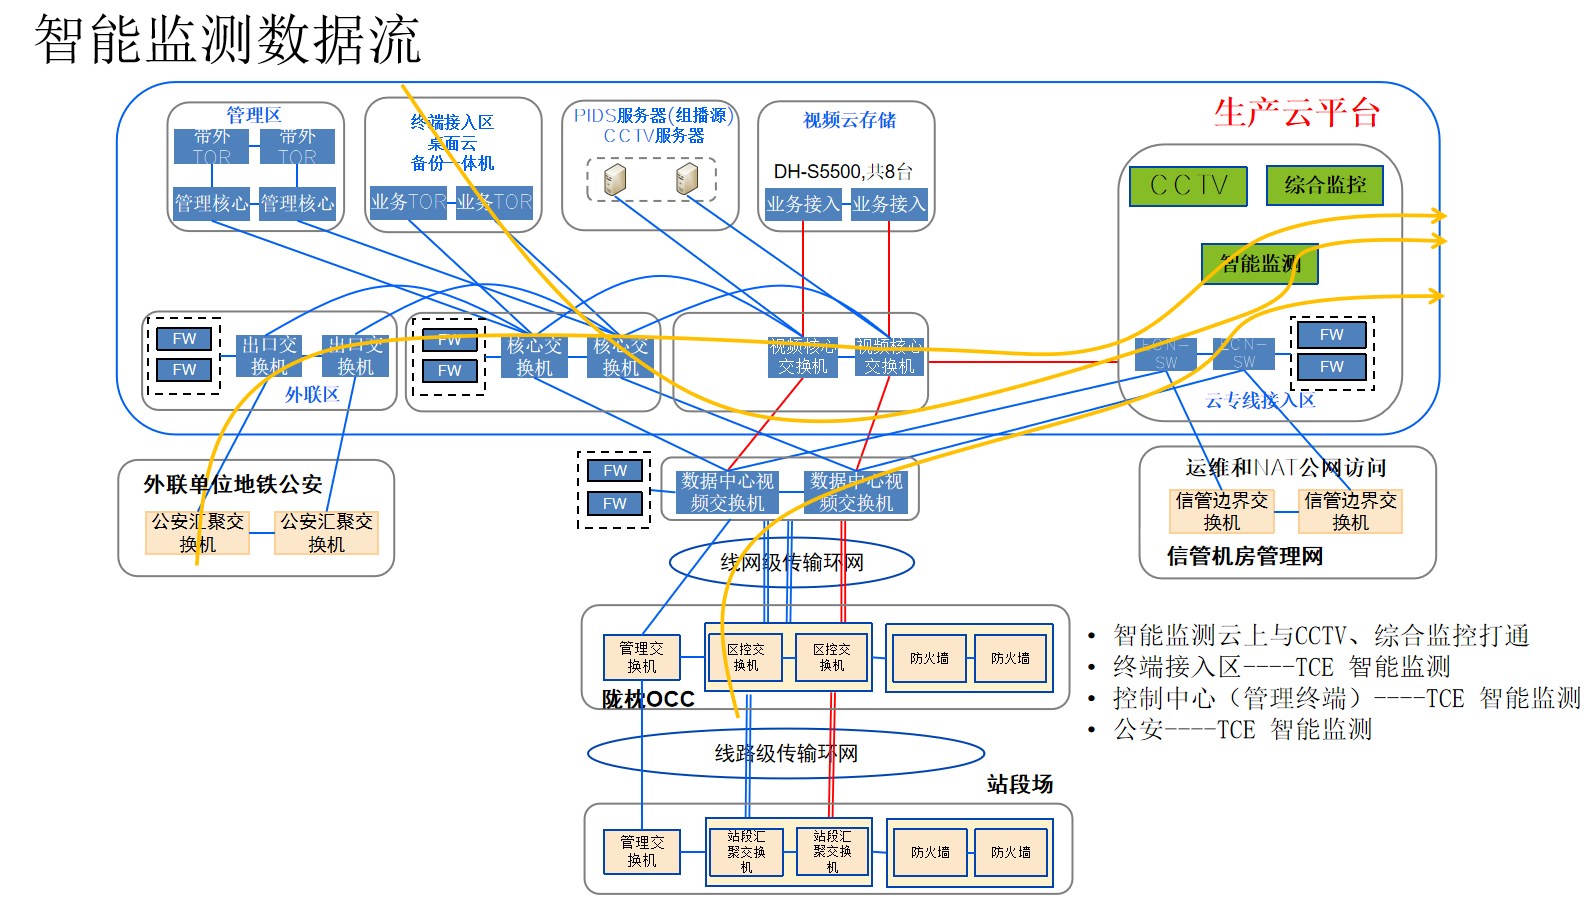 智能监测数据流
生产云平台
管理区
带外
TOR
带外
TOR
管理核心
管理核心
终端接入区
桌面云
备份一体机
业务TOR
业务TOR
PIDS服务器(组播源)
CCTV服务器
视频云存储
DH-S5500,共8台
业务接入
业务接入
CCTV
综合监控
智能监测
FW
FW
出口交
换机
出口交
换机
外联区
FW
FW
核心交
换机
核心交
换机
视频核心
交换机
视频核心
交换机
LCN-
SW
LCN-
SW
FW
FW
云专线接入区
外联单位地铁公安
公安汇聚交
换机
公安汇聚交
换机
FW
FW
数据中心视
频交换机
数据中心视
频交换机
运维和NAT公网访问
信管边界交
换机
信管边界交
换机
信管机房管理网
线网级传输环网
管理交
换机
区控交
换机
区控交
换机
防火墙
防火墙
陇枕OCC
线路级传输环网
站段场
管理交
换机
站段汇
聚交换
机
站段汇
聚交换
机
防火墙
防火墙
• 智能监测云上与CCTV、综合监控打通
• 终端接入区----TCE 智能监测
• 控制中心（管理终端）----TCE 智能监测
• 公安----TCE 智能监测